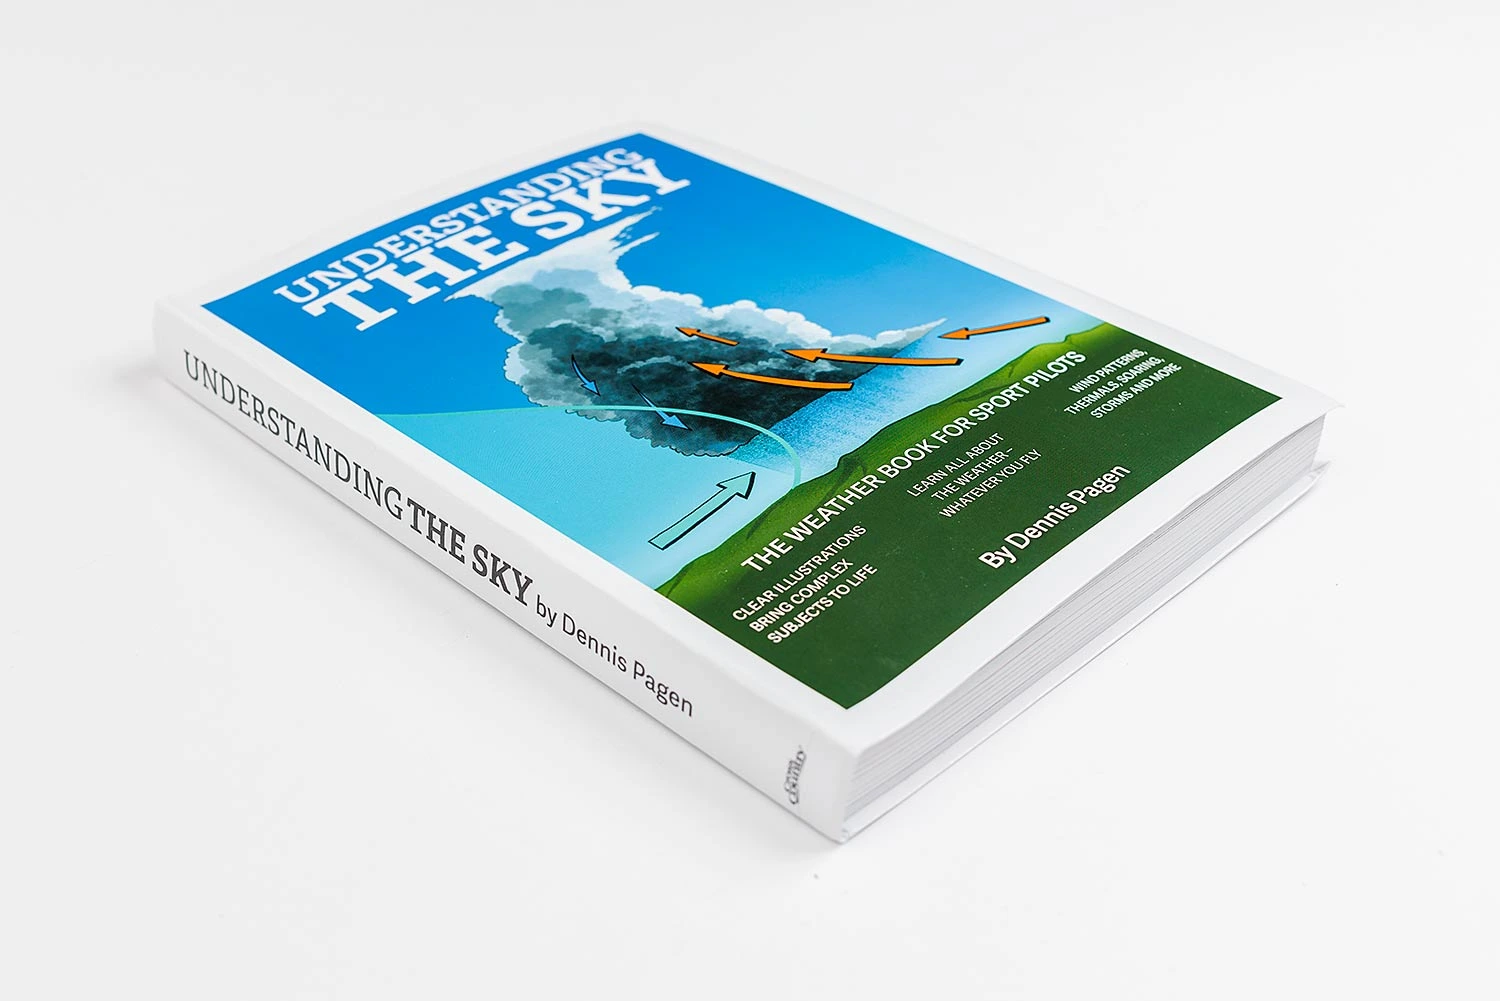 UNDERSTANDING
THE SKY
THE WEATHER BOOK FOR SPORT PILOTS
CLEAR ILLUSTRATIONS
BRING COMPLEX
SUBJECTS TO LIFE
LEARN ALL ABOUT
THE WEATHER –
WHATEVER YOU FLY
WIND PATTERNS,
THERMALS, SOARING,
STORMS AND MORE
By Dennis Pagen
UNDERSTANDING THE SKY by Dennis Pagen
Cross
Country